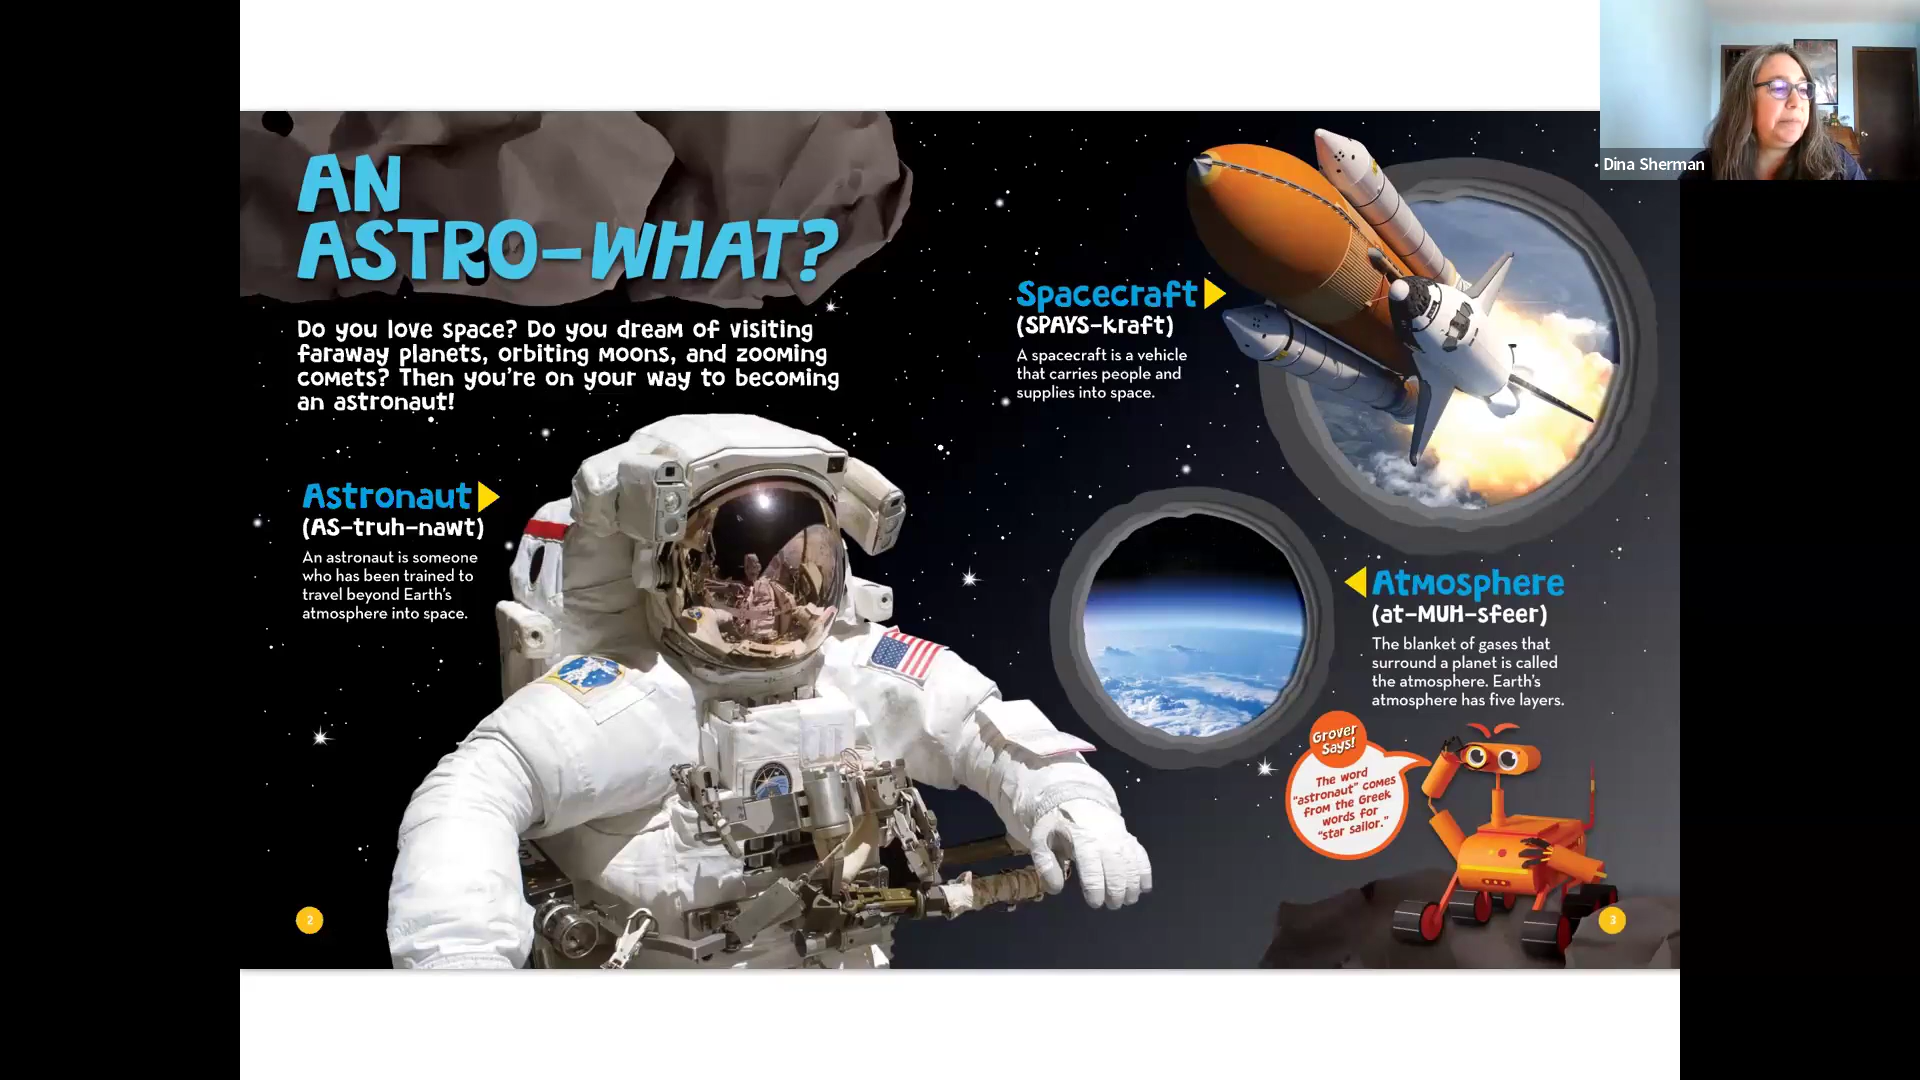 AN
ASTRO-WHAT?
Do you love space? Do you dream of visiting
faraway planets, orbiting moons, and zooming
comets? Then you're on your way to becoming
an astronaut!
Astronaut
(AS-truh-nawt)
An astronaut is someone
who has been trained to
travel beyond Earth's
atmosphere into space.
2
Spacecraft
(SPAYS-kraft)
A spacecraft is a vehicle
that carries people and
supplies into space.
Atmosphere
(at-MUH-sfeer)
The blanket of gases that
surround a planet is called
the atmosphere. Earth's
atmosphere has five layers.
Grover
Says!
The word
"astronaut" comes
from the Greek
words for
"star sailor."
3
Dina Sherman